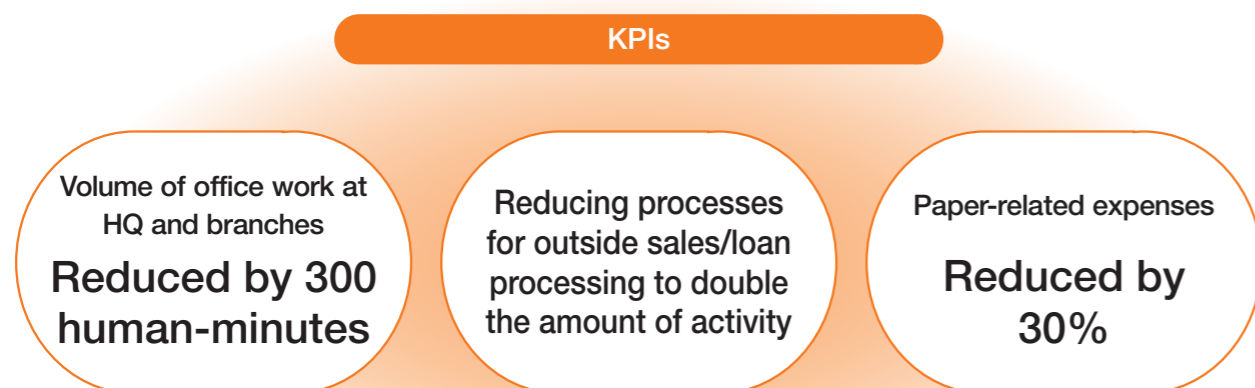 KPIs
Volume of office work at
HQ and branches
Reduced by 300
human-minutes
Reducing processes
for outside sales/loan
processing to double
the amount of activity
Paper-related expenses
Reduced by
30%